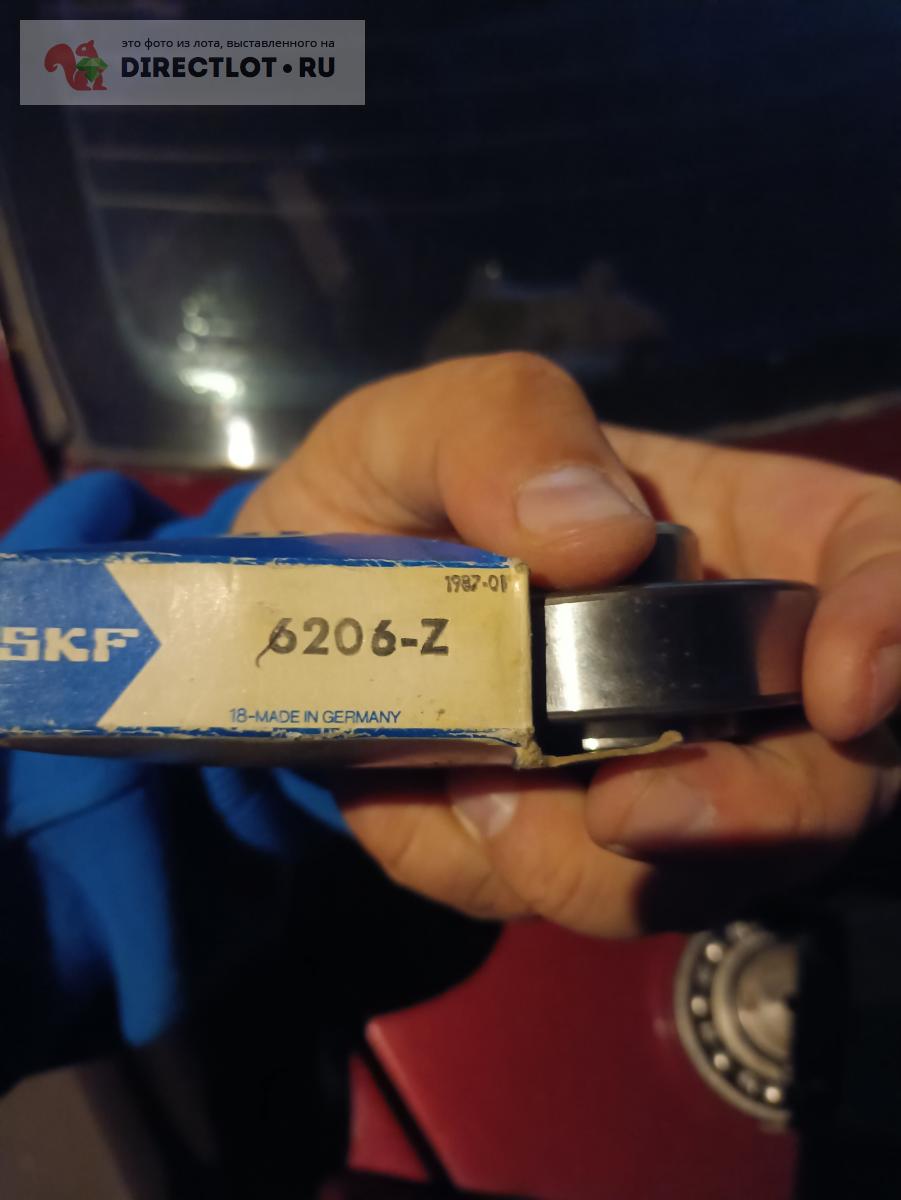 это фото из лота, выставленного на
DIRECTLOT•RU
1987-01
SKF
6206-Z
18-MADE IN GERMANY